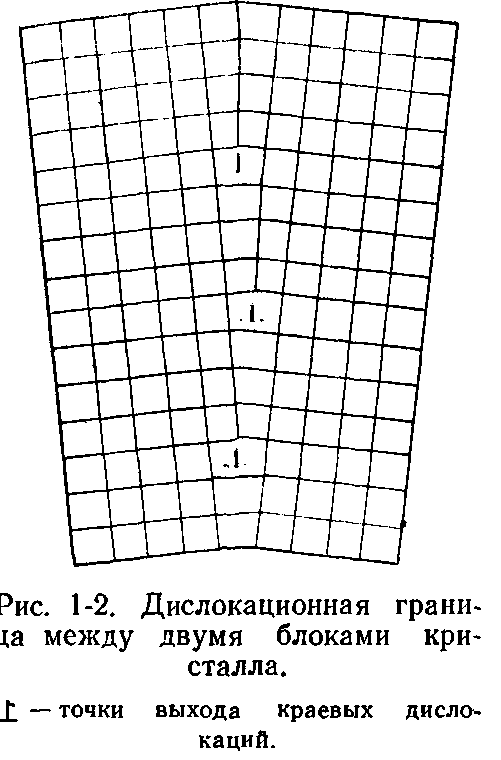 Рис. 1-2. Дислокационная грани-
ца между двумя блоками кри-
сталла.
— точки выхода краевых дисло-
каций.